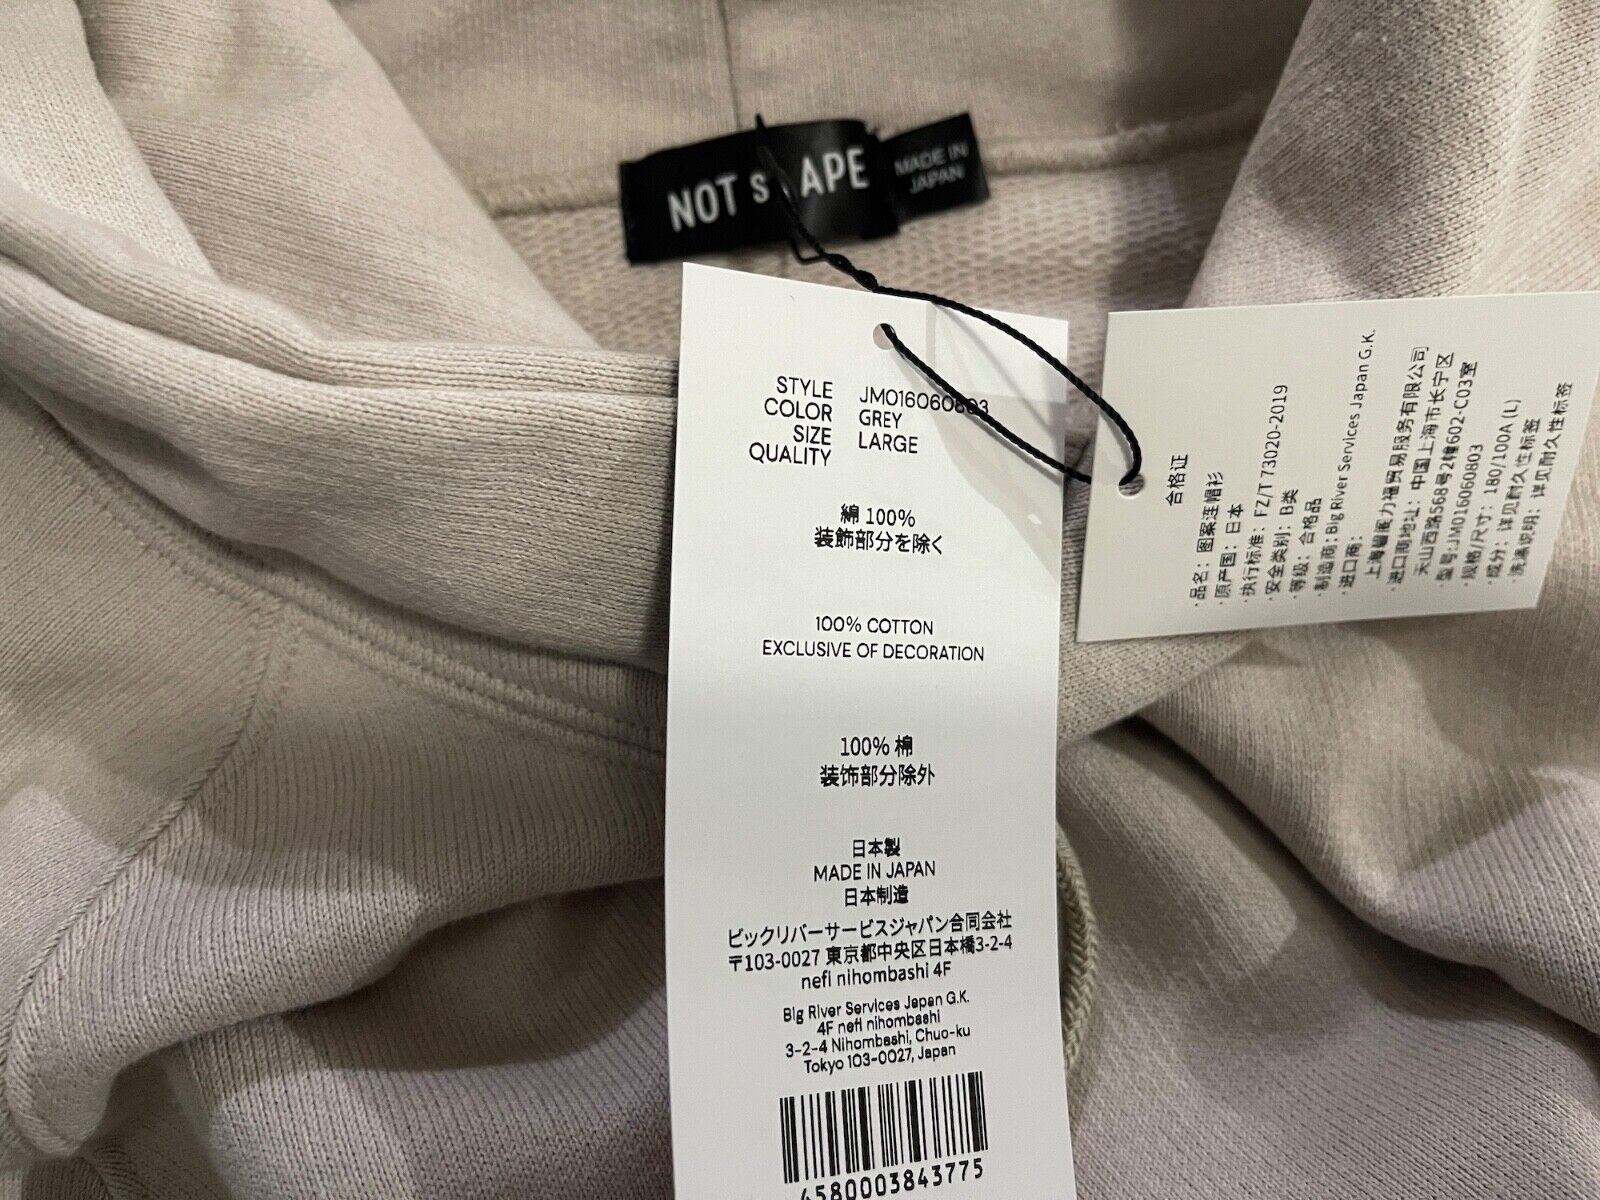 NOT s APE
MADE IN
JAPAN
STYLE JM016060803
COLOR GREY
SIZE LARGE
QUALITY
綿 100%
装飾部分を除く
100% COTTON
EXCLUSIVE OF DECORATION
100% 棉
装饰部分除外
日本製
MADE IN JAPAN
日本制造
ビックリバーサービスジャパン合同会社
〒103-0027 東京都中央区日本橋3-2-4
nefi nihombashi 4F
Big River Services Japan G.K.
4F nefi nihombashi
3-2-4 Nihombashi, Chuo-ku
Tokyo 103-0027, Japan
4580003843775
合格证
·品名：图案连帽衫
·原产国：日本
·执行标准：FZ/T 73020-2019
·安全类别：B类
·等级：合格品
·制造商：Big River Services Japan G.K.
·进口商：
力福贸易服务有限公司
·进口商地址：中国上海市长宁区
天山西路568号2幢602-C03室
·型号：JM016060803
·规格/尺寸：180/100A (L)
·成分：详见耐久性标签
·洗涤说明：详见耐久性标签